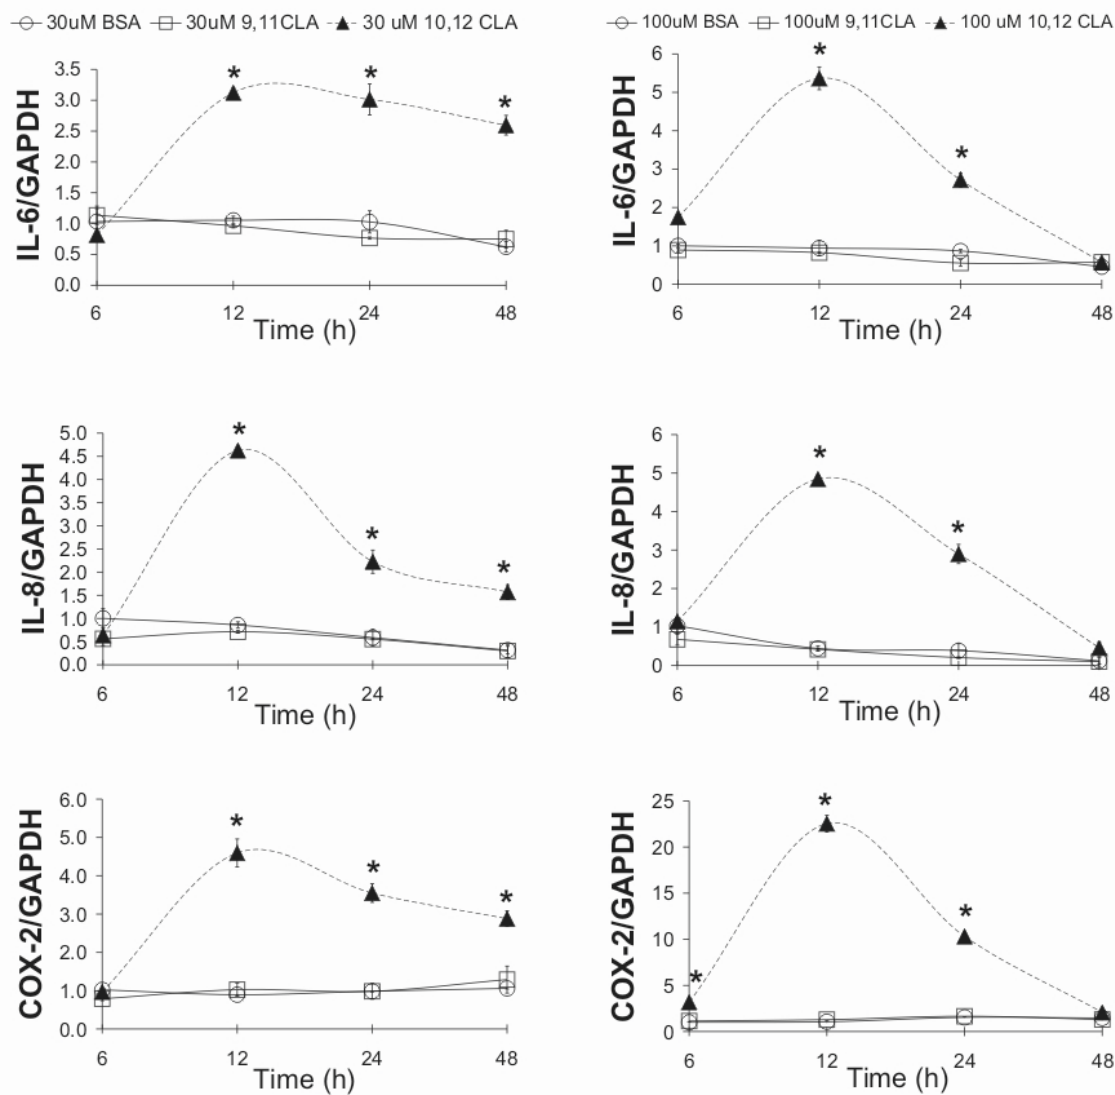 30uM BSA 30uM 9,11CLA 30 uM 10,12 CLA
3.5
3.0
2.5
2.0
1.5
1.0
0.5
0.0
IL-6/GAPDH
* * *
6 12 24 48
Time (h)
100uM BSA 100uM 9,11CLA 100 uM 10,12 CLA
6
5
4
3
2
1
0
IL-6/GAPDH
* *
6 12 24 48
Time (h)
5.0
4.5
4.0
3.5
3.0
2.5
2.0
1.5
1.0
0.5
0.0
IL-8/GAPDH
* * *
6 12 24 48
Time (h)
6
5
4
3
2
1
0
IL-8/GAPDH
* *
6 12 24 48
Time (h)
6.0
5.0
4.0
3.0
2.0
1.0
0.0
COX-2/GAPDH
* * *
6 12 24 48
Time (h)
25
20
15
10
5
0
COX-2/GAPDH
* * *
6 12 24 48
Time (h)